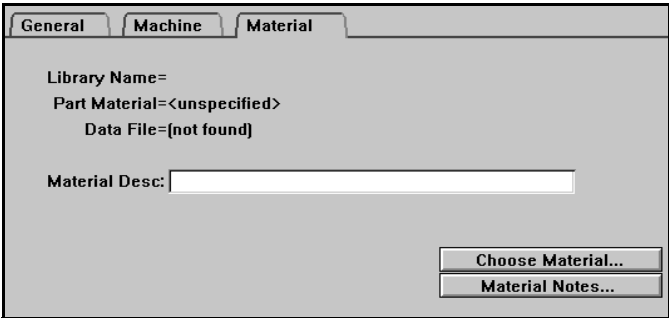 General Machine Material
Library Name=
Part Material=<unspecified>
Data File=(not found)
Material Desc:
Choose Material...
Material Notes...